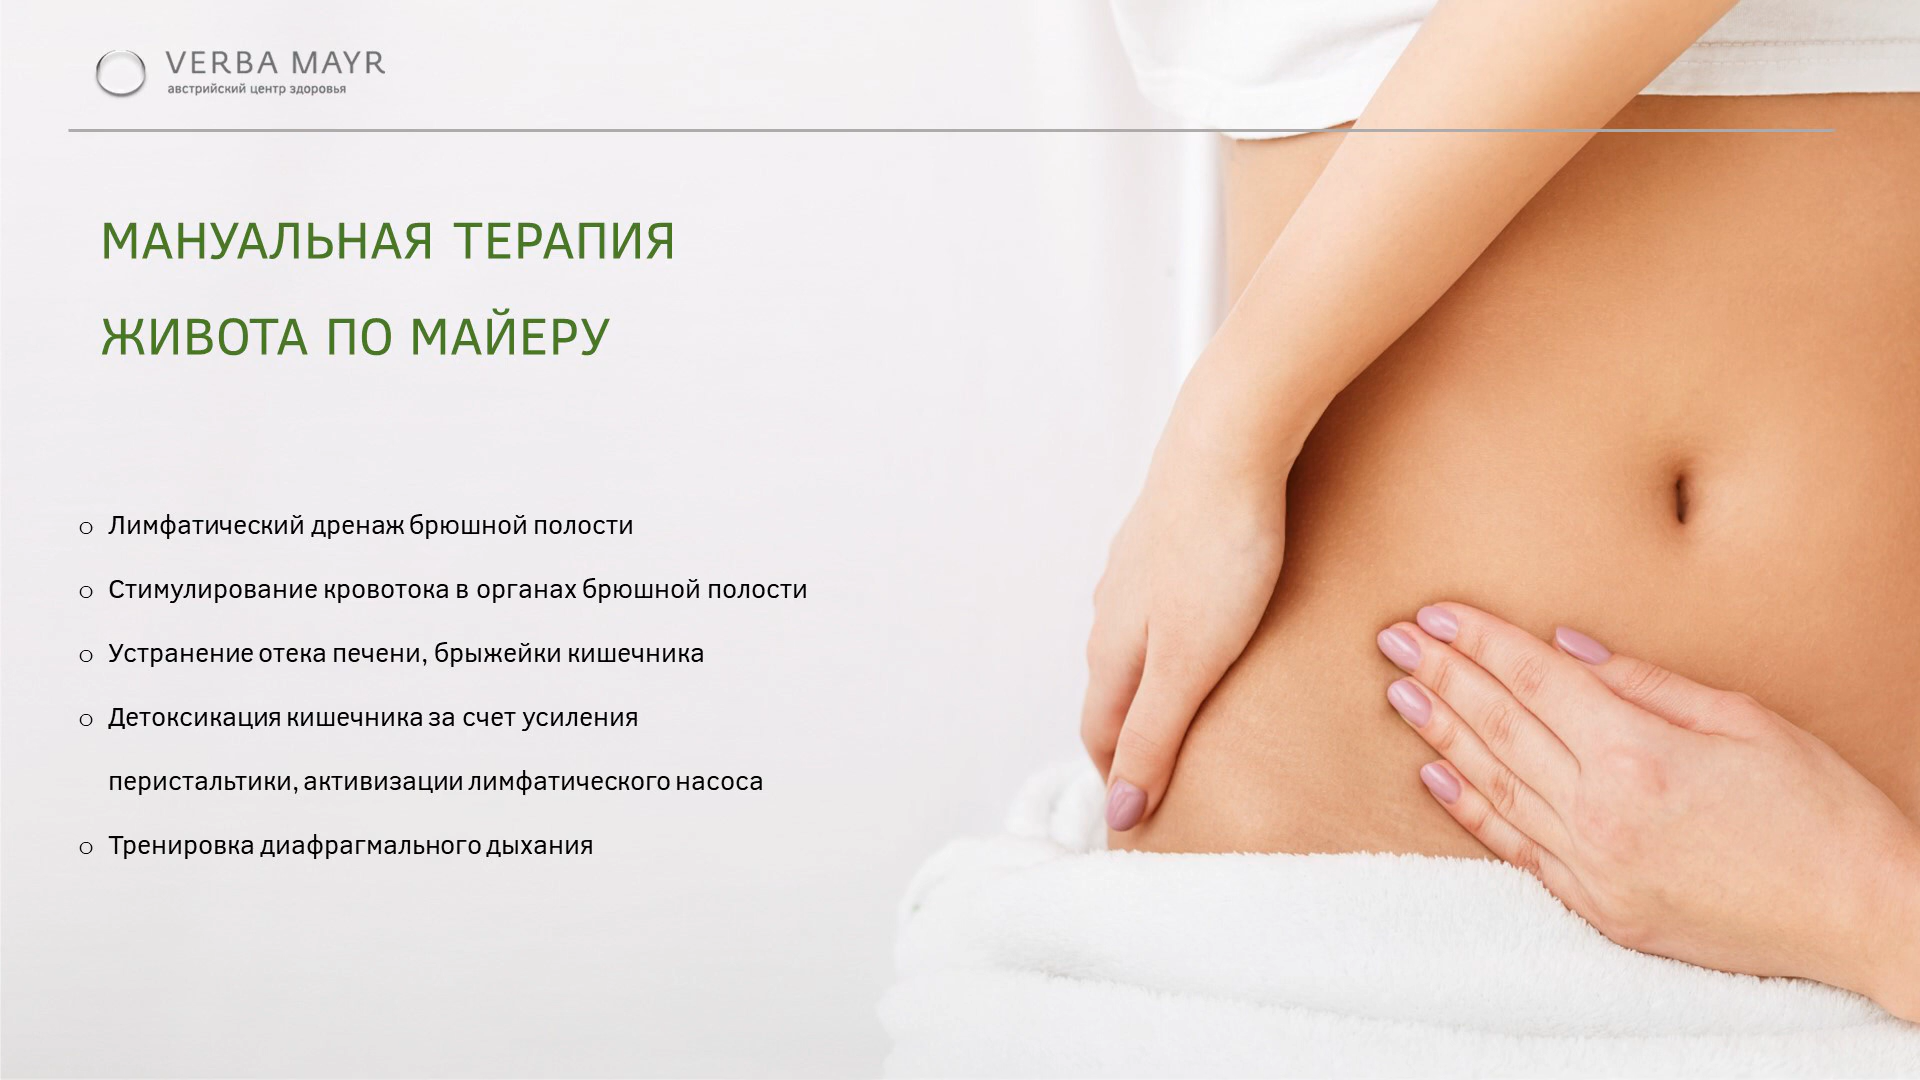 VERBA MAYR
австрийский центр здоровья
МАНУАЛЬНАЯ ТЕРАПИЯ
ЖИВОТА ПО МАЙЕРУ
o Лимфатический дренаж брюшной полости
o Стимулирование кровотока в органах брюшной полости
o Устранение отека печени, брыжейки кишечника
o Детоксикация кишечника за счет усиления
перистальтики, активизации лимфатического насоса
o Тренировка диафрагмального дыхания